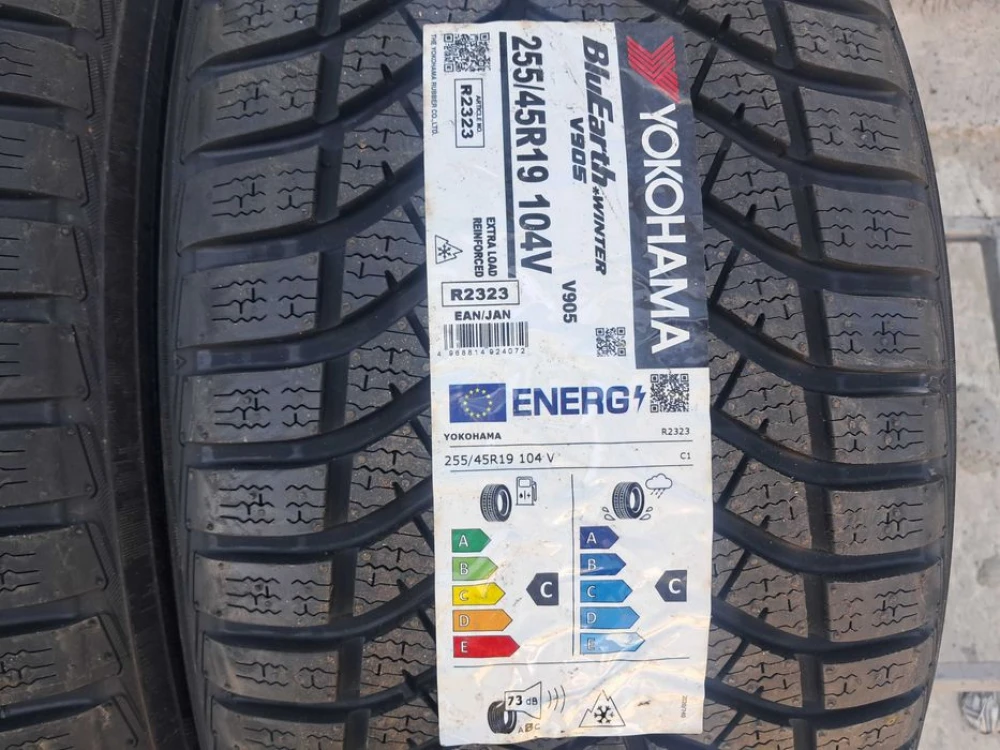 YOKOHAMA
BluEarth*WINTER
V905
V905
255/45R19 104V
EXTRA LOAD
REINFORCED
ARTICLE NO.
R2323
THE YOKOHAMA RUBBER CO.,LTD.
R2323
EAN/JAN
4 968814 924072
ENERG
YOKOHAMA
R2323
255/45R19 104 V
C1
A
B
C
D
E
C
A
B
C
D
E
C
73 dB
ABC